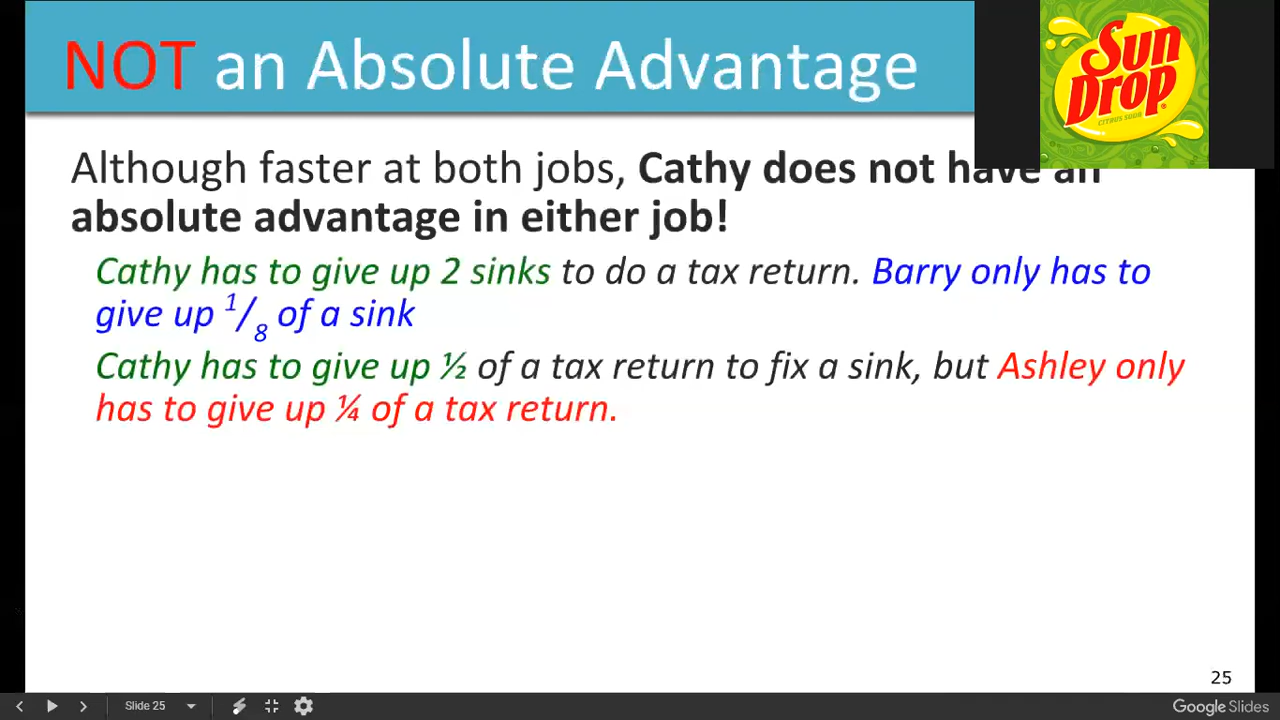 NOT an Absolute Advantage
Sun
Drop
CITRUS SODA
Although faster at both jobs, Cathy does not have an
absolute advantage in either job!
Cathy has to give up 2 sinks to do a tax return. Barry only has to
give up 1/8 of a sink
Cathy has to give up ½ of a tax return to fix a sink, but Ashley only
has to give up ¼ of a tax return.
25
Slide 25
Google Slides